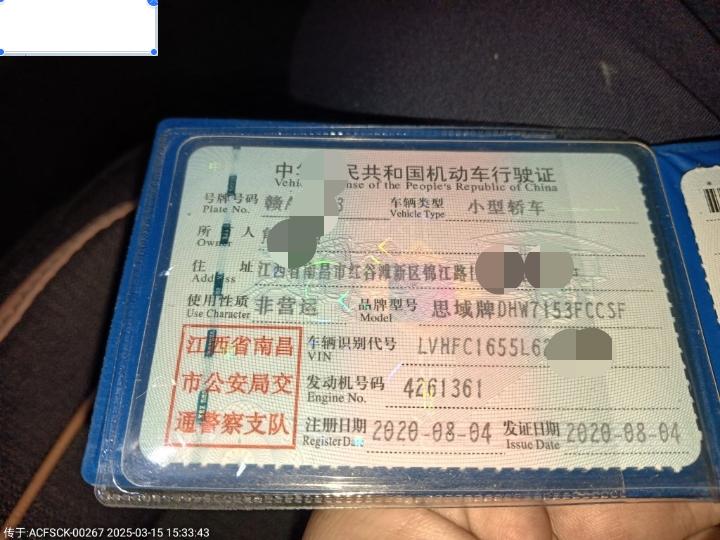 中 民共和国机动车行驶证
Vehic nse of the People's Republic of China
号牌号码 赣 3 车辆类型 小型轿车
Plate No. Vehicle Type
所 人
Owner
住 址 江西省南昌市红谷滩新区锦江路
Address
使用性质 非营运 品牌型号 思域牌DHW7153FCCSF
Use Character Model
江西省南昌
市公安局交
通警察支队
车辆识别代号 LVHFC1655L62
VIN
发动机号码 4261361
Engine No.
注册日期 2020-08-04 发证日期 2020-08-04
Register Date Issue Date
传于:ACFSCK-00267 2025-03-15 15:33:43